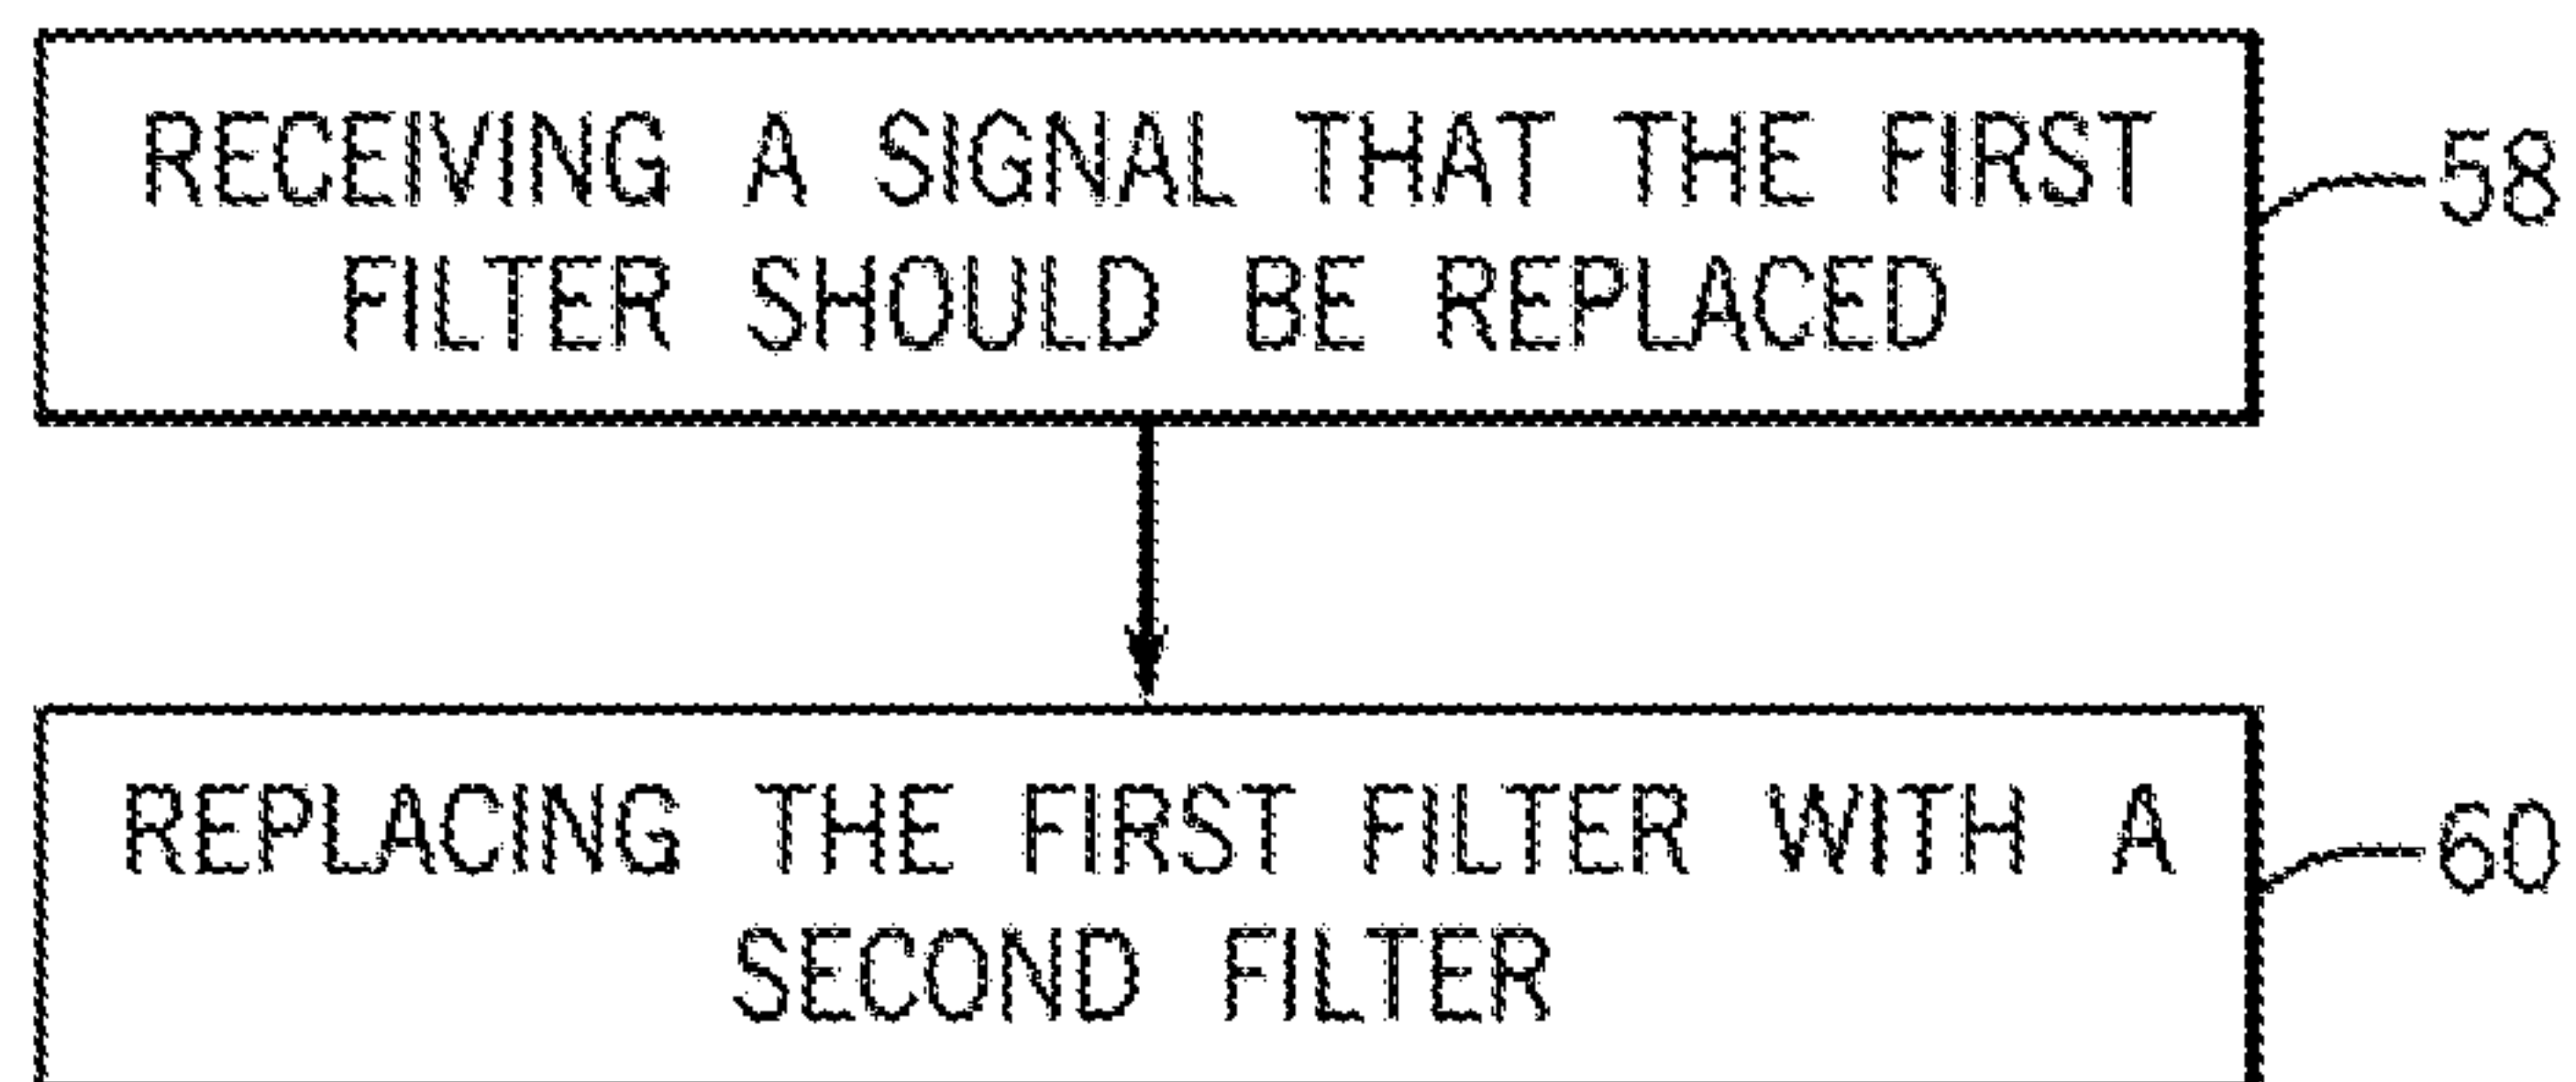 RECEIVING A SIGNAL THAT THE FIRST
FILTER SHOULD BE REPLACED
58
REPLACING THE FIRST FILTER WITH A
SECOND FILTER
60